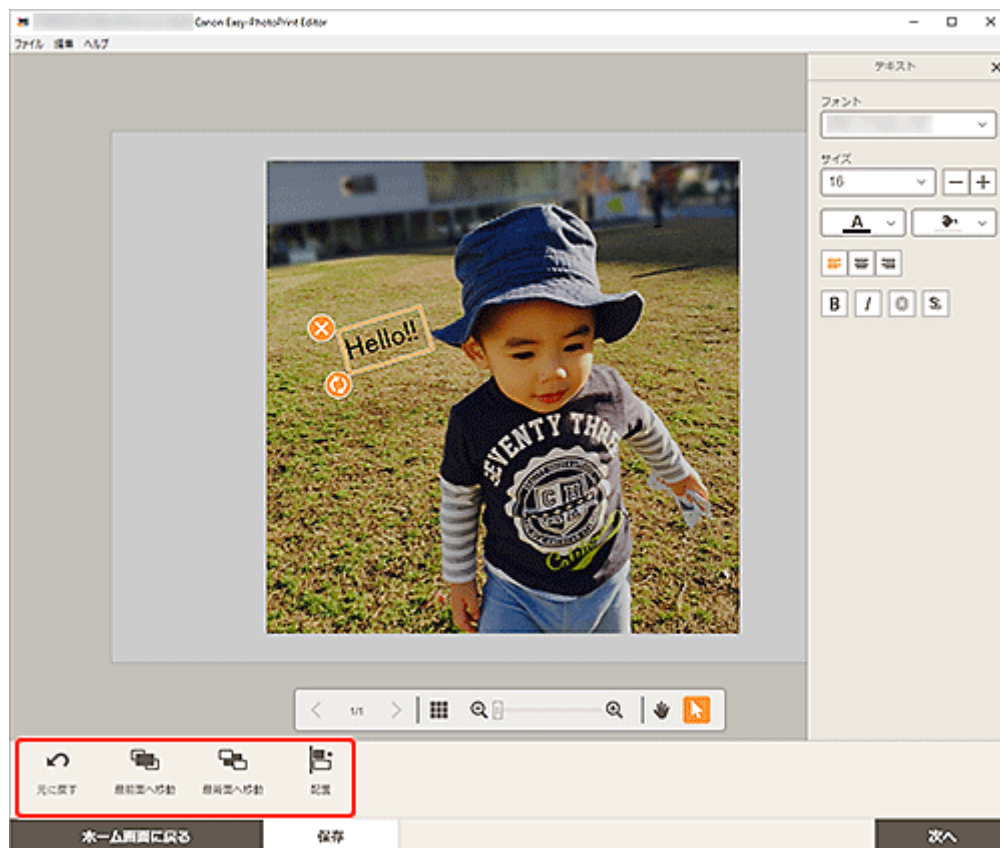 Canon Easy-PhotoPrint Editor
ファイル 編集 ヘルプ
テキスト
フォント
サイズ
16
A
B I O S
Hello!!
SEVENTY THREE
1/1
元に戻す 最前面へ移動 最背面へ移動 配置
ホーム画面に戻る 保存 次へ